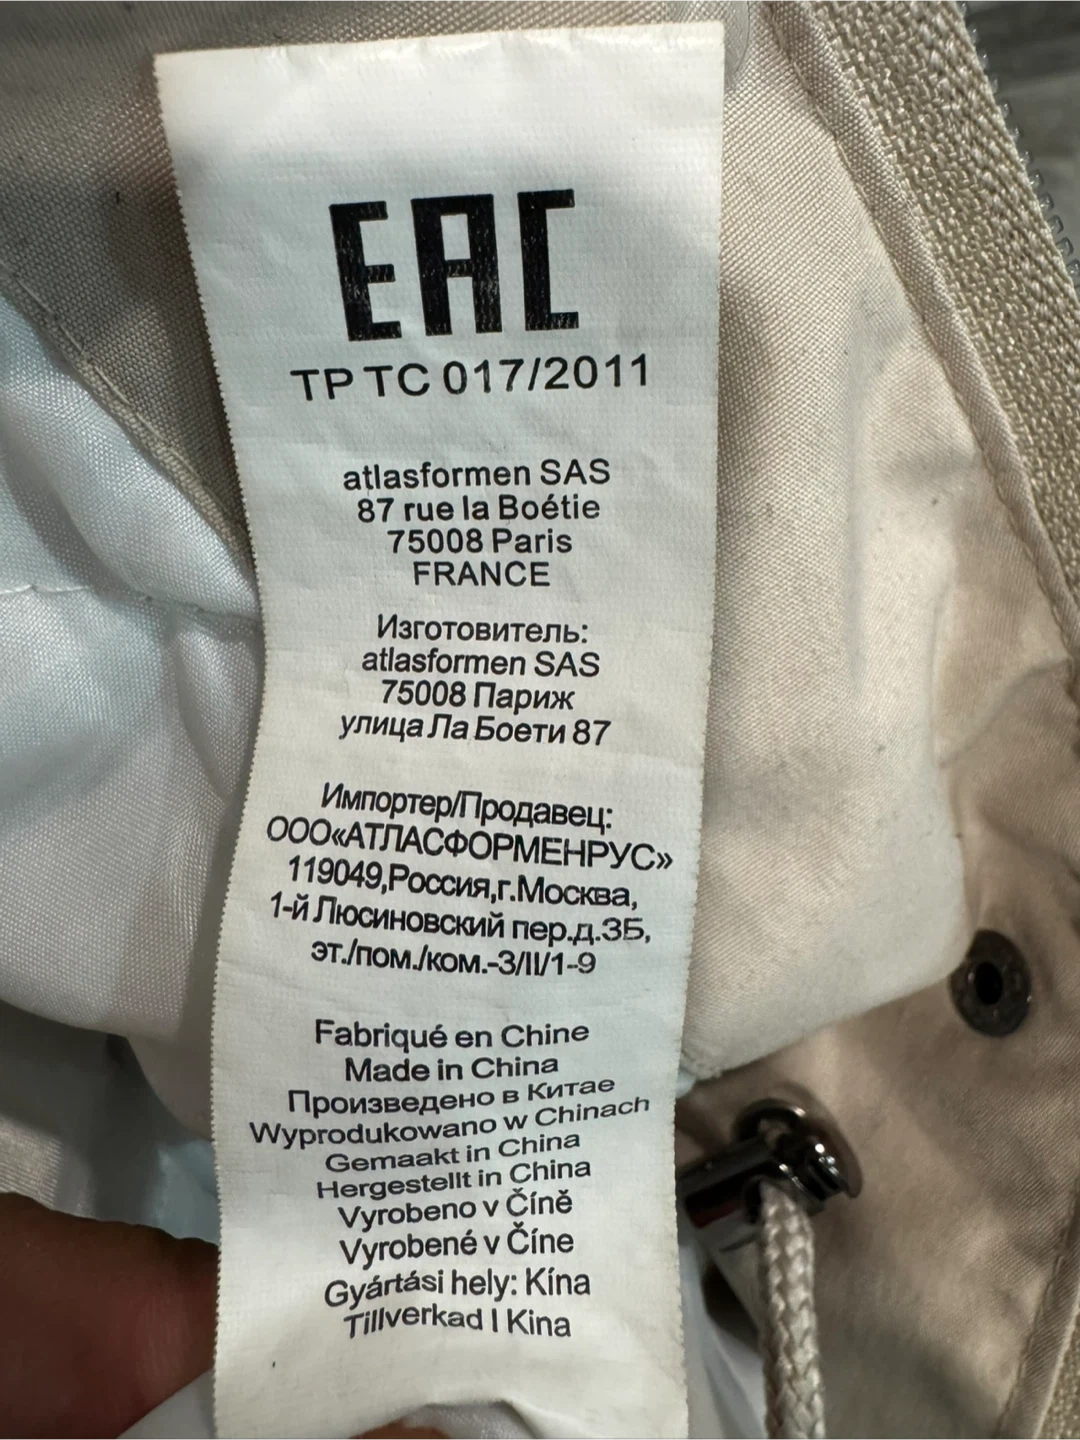 EAC
ТР ТС 017/2011
atlasformen SAS
87 rue la Boétie
75008 Paris
FRANCE
Изготовитель:
atlasformen SAS
75008 Париж
улица Ла Боети 87
Импортер/Продавец:
ООО«АТЛАСФОРМЕНРУС»
119049,Россия,г.Москва,
1-й Люсиновский пер.д.3Б,
эт./пом./ком.-3/II/1-9
Fabriqué en Chine
Made in China
Произведено в Китае
Wyprodukowano w Chinach
Gemaakt in China
Hergestellt in China
Vyrobeno v Číně
Vyrobené v Číne
Gyártási hely: Kína
Tillverkad I Kina